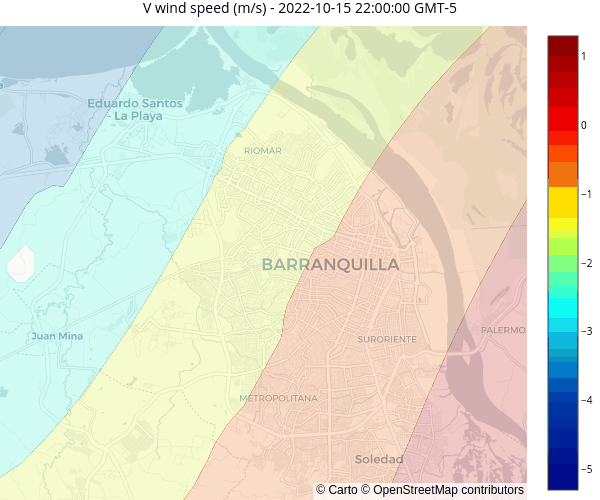 V wind speed (m/s) - 2022-10-15 22:00:00 GMT-5
Eduardo Santos
- La Playa
RIOMAR
BARRANQUILLA
Juan Mina
SURORIENTE
PALERMO
METROPOLITANA
Soledad
© Carto © OpenStreetMap contributors
1
0
−1
−2
−3
−4
−5